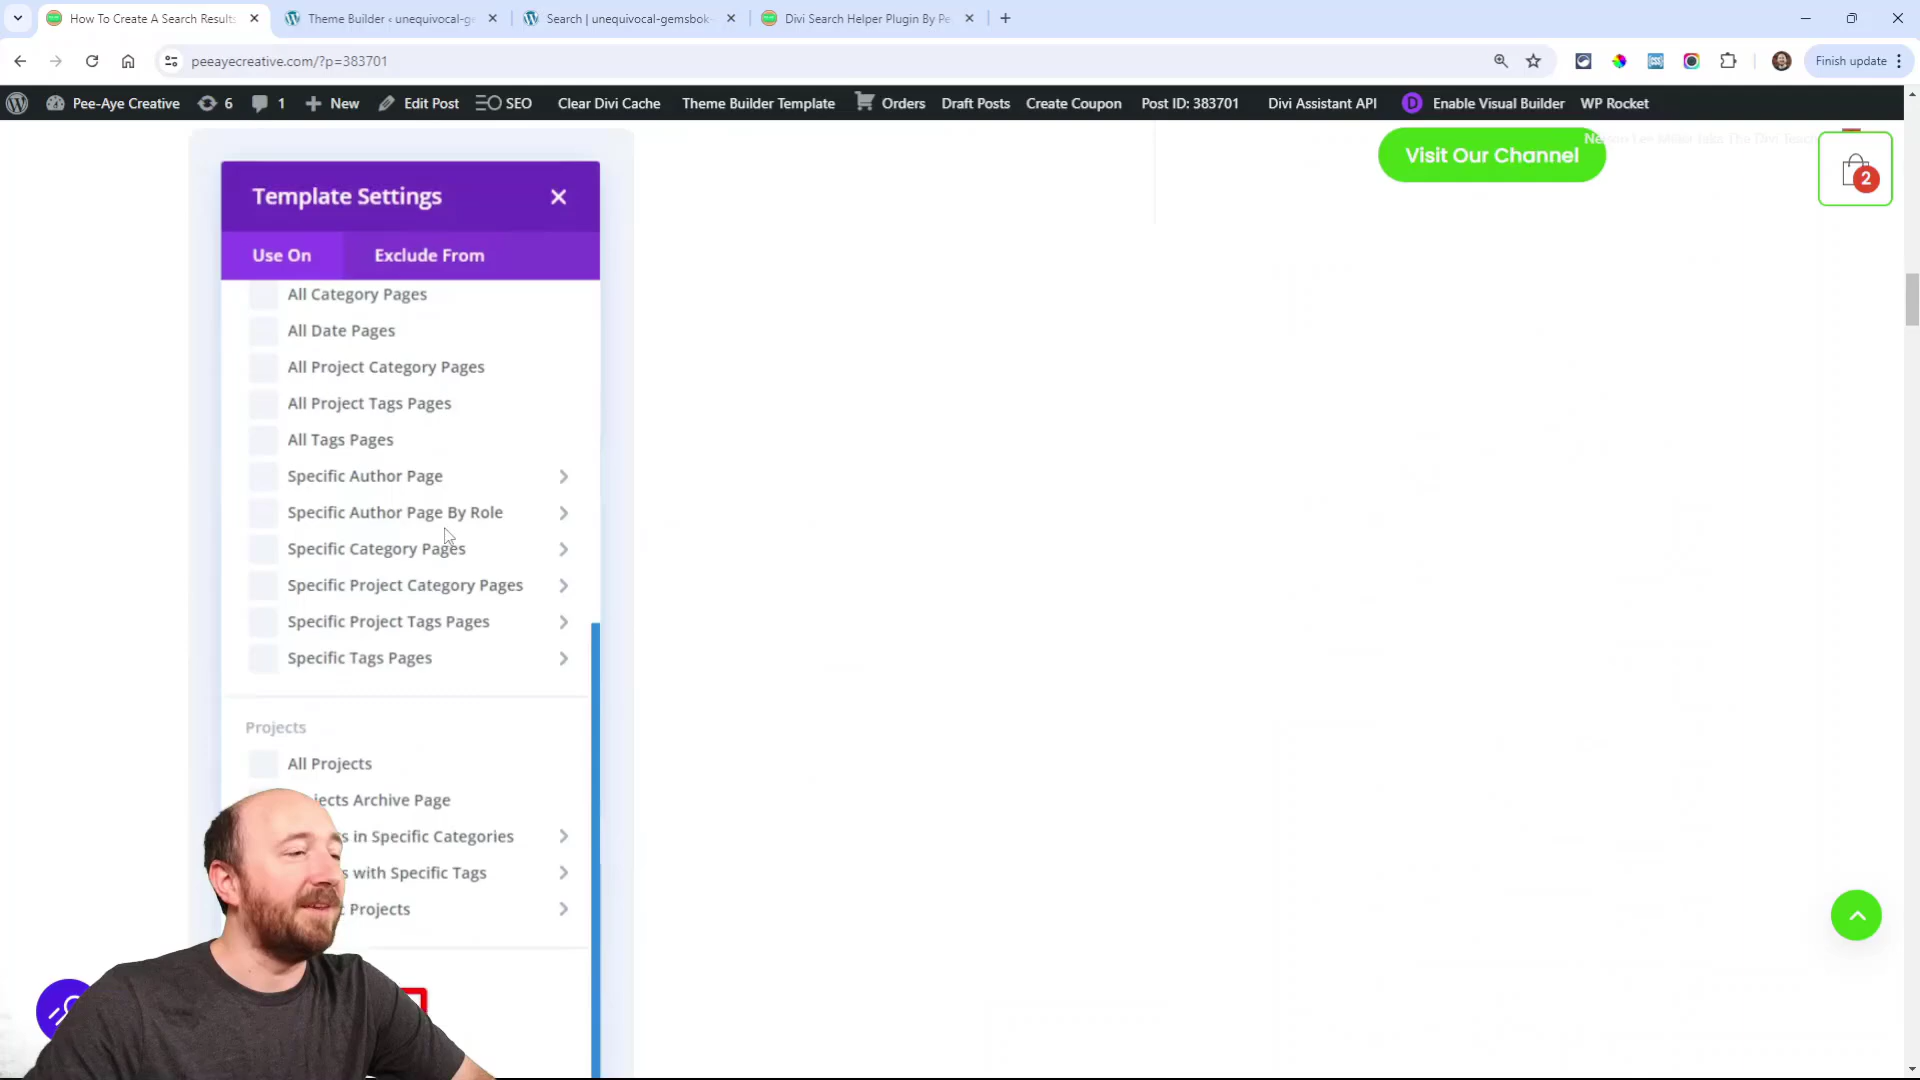 How To Create A Search Results
Theme Builder ‹ unequivocal-ge
Search | unequivocal-gemsbok-
Divi Search Helper Plugin By Pe
peeayecreative.com/?p=383701
Finish update
Pee-Aye Creative
6
1
New
Edit Post
SEO
Clear Divi Cache
Theme Builder Template
Orders
Draft Posts
Create Coupon
Post ID: 383701
Divi Assistant API
D
Enable Visual Builder
WP Rocket
Visit Our Channel
2
Template Settings
Use On
Exclude From
All Category Pages
All Date Pages
All Project Category Pages
All Project Tags Pages
All Tags Pages
Specific Author Page
Specific Author Page By Role
Specific Category Pages
Specific Project Category Pages
Specific Project Tags Pages
Specific Tags Pages
Projects
All Projects
jects Archive Page
s in Specific Categories
s with Specific Tags
Projects